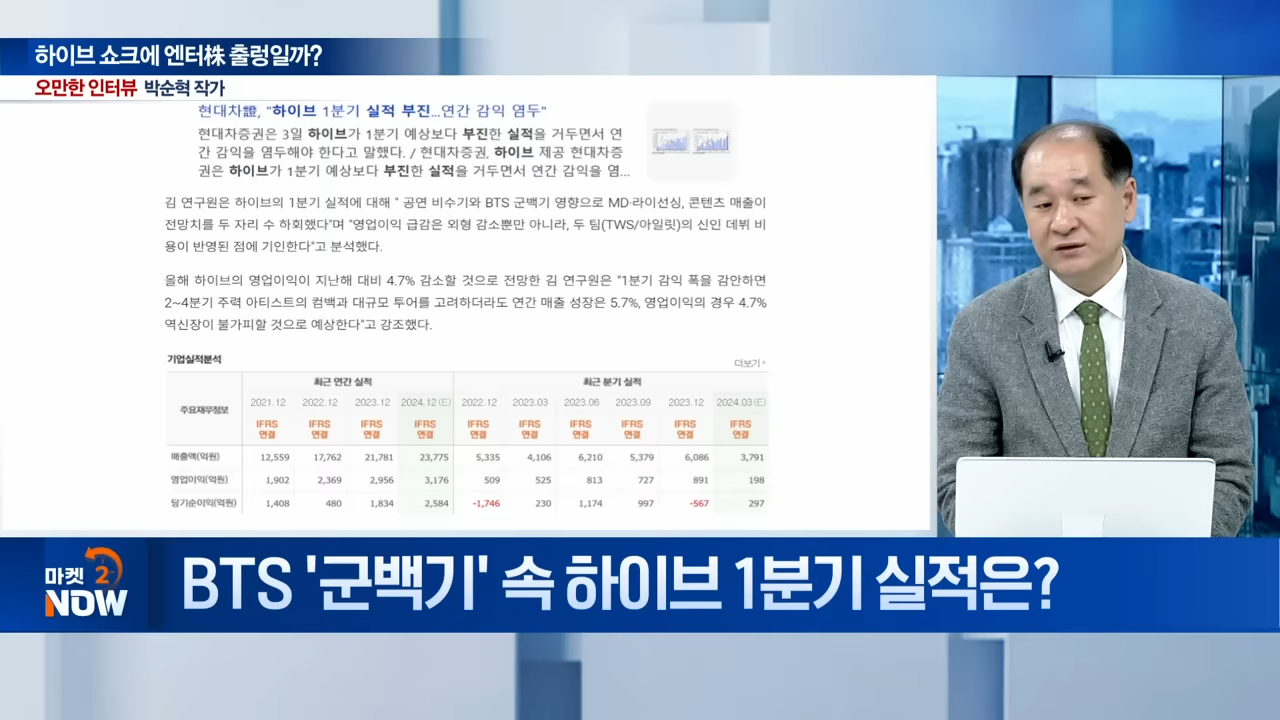 하이브 쇼크에 엔터株 출렁일까?
오만한 인터뷰 박순혁 작가
현대차證, "하이브 1분기 실적 부진...연간 감익 염두"
현대차증권은 3일 하이브가 1분기 예상보다 부진한 실적을 거두면서 연
간 감익을 염두해야 한다고 말했다. / 현대차증권, 하이브 제공 현대차증
권은 하이브가 1분기 예상보다 부진한 실적을 거두면서 연간 감익을 염...
김 연구원은 하이브의 1분기 실적에 대해 " 공연 비수기와 BTS 군백기 영향으로 MD·라이선싱, 콘텐츠 매출이
전망치를 두 자리 수 하회했다"며 "영업이익 급감은 외형 감소뿐만 아니라, 두 팀(TWS/아일릿)의 신인 데뷔 비
용이 반영된 점에 기인한다"고 분석했다.
올해 하이브의 영업이익이 지난해 대비 4.7% 감소할 것으로 전망한 김 연구원은 "1분기 감익 폭을 감안하면
2~4분기 주력 아티스트의 컴백과 대규모 투어를 고려하더라도 연간 매출 성장은 5.7%, 영업이익의 경우 4.7%
역신장이 불가피할 것으로 예상한다"고 강조했다.
기업실적분석 더보기
주요재무정보 최근 연간 실적 최근 분기 실적
2021.12 2022.12 2023.12 2024.12(E) 2022.12 2023.03 2023.06 2023.09 2023.12 2024.03(E)
IFRS IFRS IFRS IFRS IFRS IFRS IFRS IFRS IFRS IFRS
연결 연결 연결 연결 연결 연결 연결 연결 연결 연결
매출액(억원) 12,559 17,762 21,781 23,775 5,335 4,106 6,210 5,379 6,086 3,791
영업이익(억원) 1,902 2,369 2,956 3,176 509 525 813 727 891 198
당기순이익(억원) 1,408 480 1,834 2,584 -1,746 230 1,174 997 -567 297
마켓 2
NOW
BTS '군백기' 속 하이브 1분기 실적은?